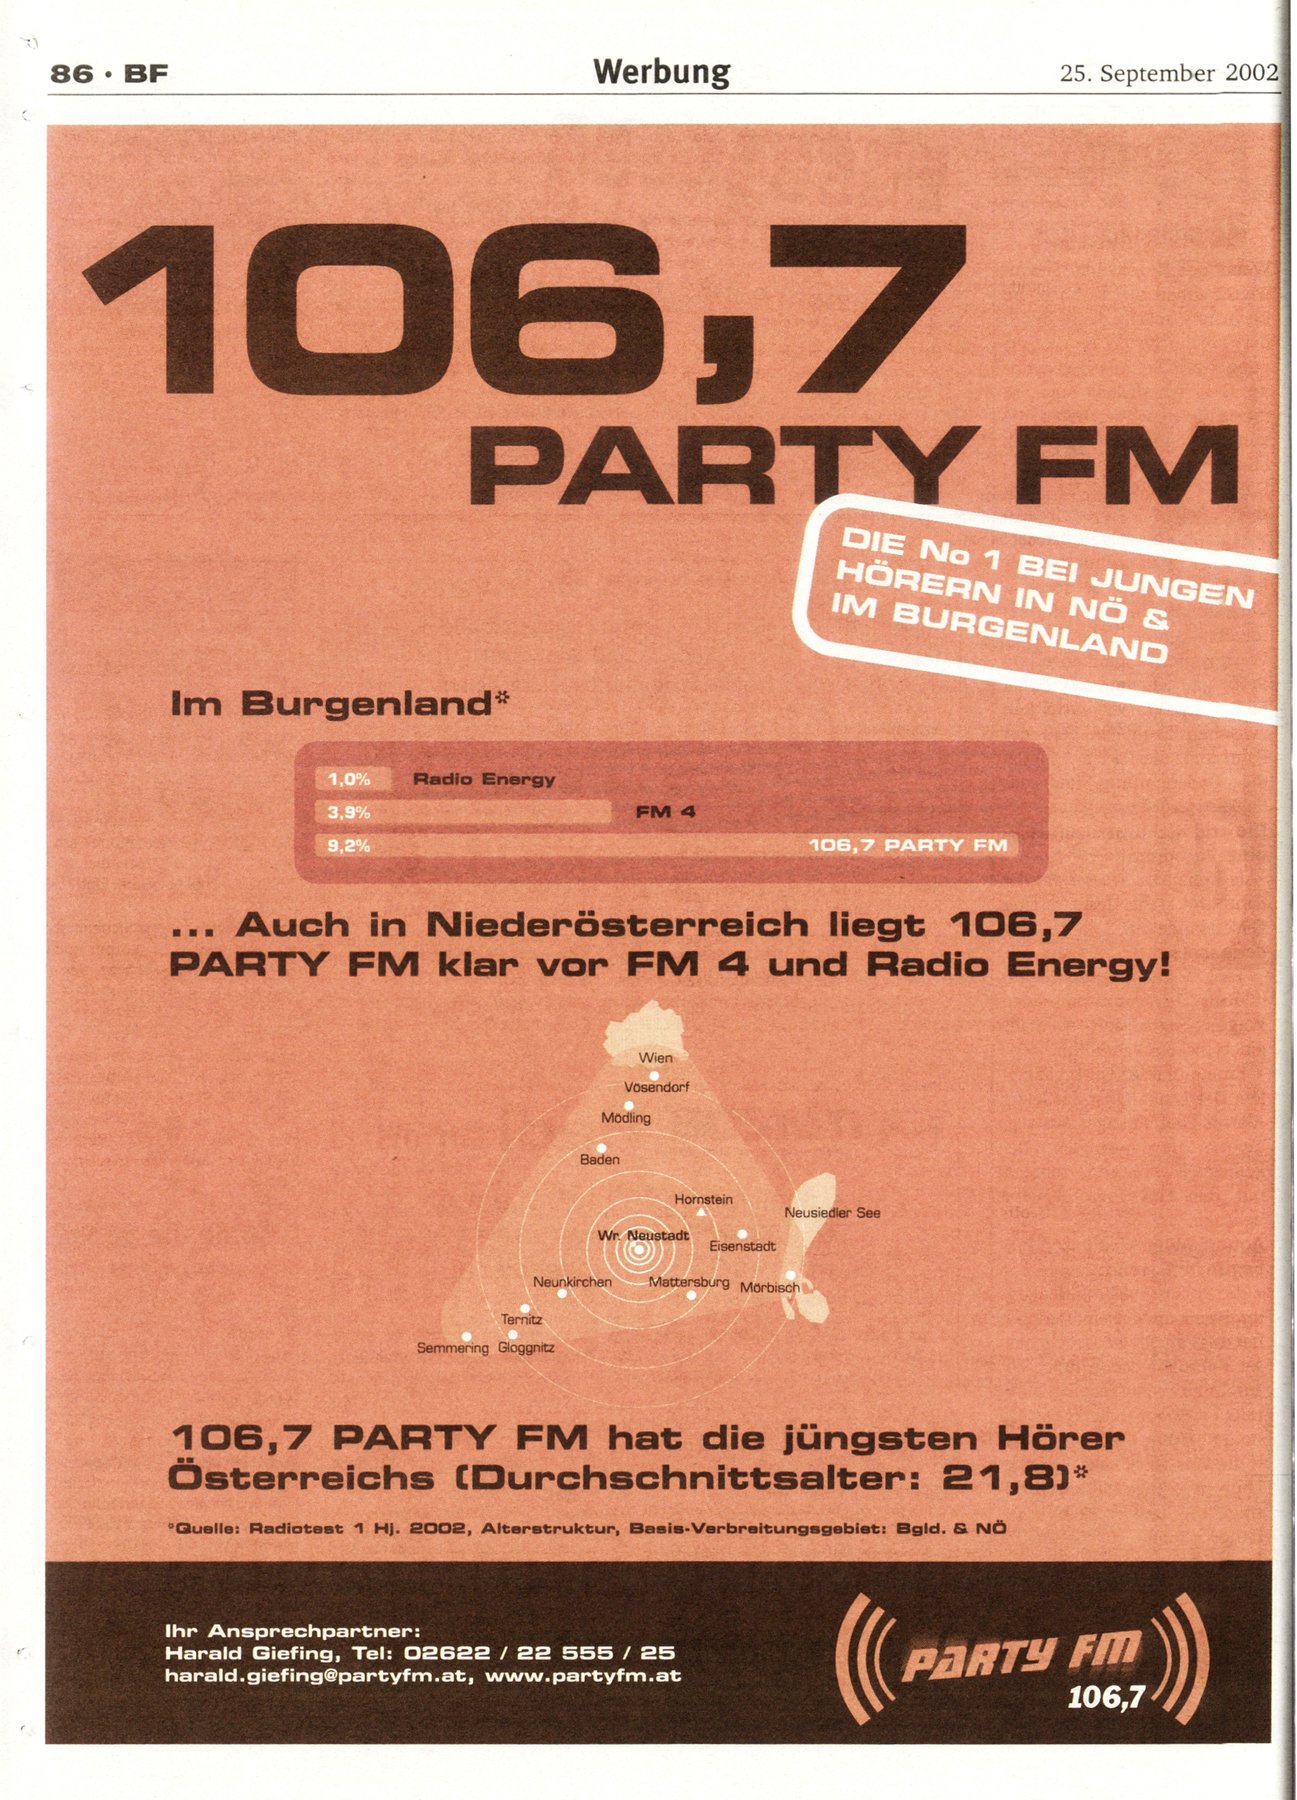 86 · BF
Werbung
25. September 2002
106,7
PARTY FM
DIE No 1 BEI JUNGEN
HÖRERN IN NÖ &
IM BURGENLAND
Im Burgenland*
1,0% Radio Energy
3,9% FM 4
9,2% 106,7 PARTY FM
... Auch in Niederösterreich liegt 106,7
PARTY FM klar vor FM 4 und Radio Energy!
Wien
Vösendorf
Mödling
Baden
Hornstein
Neusiedler See
Wr. Neustadt
Eisenstadt
Neunkirchen
Mattersburg
Mörbisch
Ternitz
Semmering
Gloggnitz
106,7 PARTY FM hat die jüngsten Hörer
Österreichs (Durchschnittsalter: 21,8)*
*Quelle: Radiotest 1 Hj. 2002, Alterstruktur, Basis-Verbreitungsgebiet: Bgld. & NÖ
Ihr Ansprechpartner:
Harald Giefing, Tel: 02622 / 22 555 / 25
harald.giefing@partyfm.at, www.partyfm.at
PARTY FM
106,7